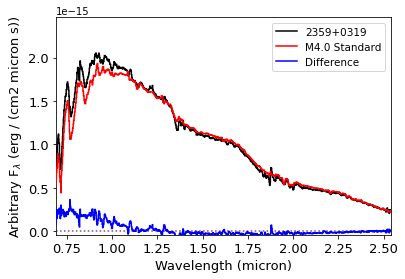 1e−15
2359+0319
M4.0 Standard
Difference
2.0
1.5
1.0
0.5
0.0
0.75 1.00 1.25 1.50 1.75 2.00 2.25 2.50
Wavelength (micron)
Arbitrary Fλ (erg / (cm2 micron s))